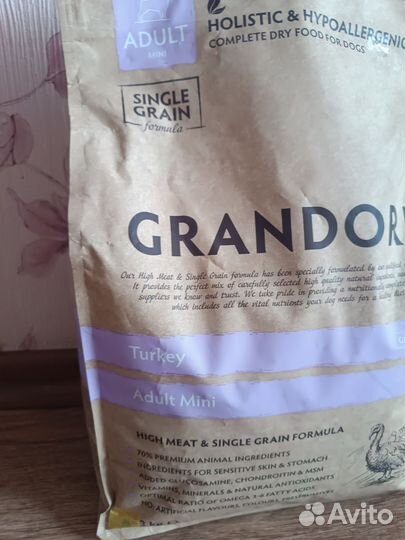 ADULT
MINI
HOLISTIC & HYPOALLERGENIC
COMPLETE DRY FOOD FOR DOGS
SINGLE
GRAIN
formula
GRANDOR
Our High Meat & Single Grain formula has been specially formulated by
It provides the perfect mix of carefully selected high quality natural
suppliers we know and trust. We take pride in providing a nutritionally
which includes all the vital nutrients your dog needs for a
Turkey
Adult Mini
HIGH MEAT & SINGLE GRAIN FORMULA
70% PREMIUM ANIMAL INGREDIENTS
INGREDIENTS FOR SENSITIVE SKIN & STOMACH
ADDED GLUCOSAMINE, CHONDROITIN & MSM
VITAMINS, MINERALS & NATURAL ANTIOXIDANTS
OPTIMAL RATIO OF OMEGA 3-6 FATTY ACIDS
NO ARTIFICIAL FLAVOURS, COLOURS, PRESERVATIVES
Avito